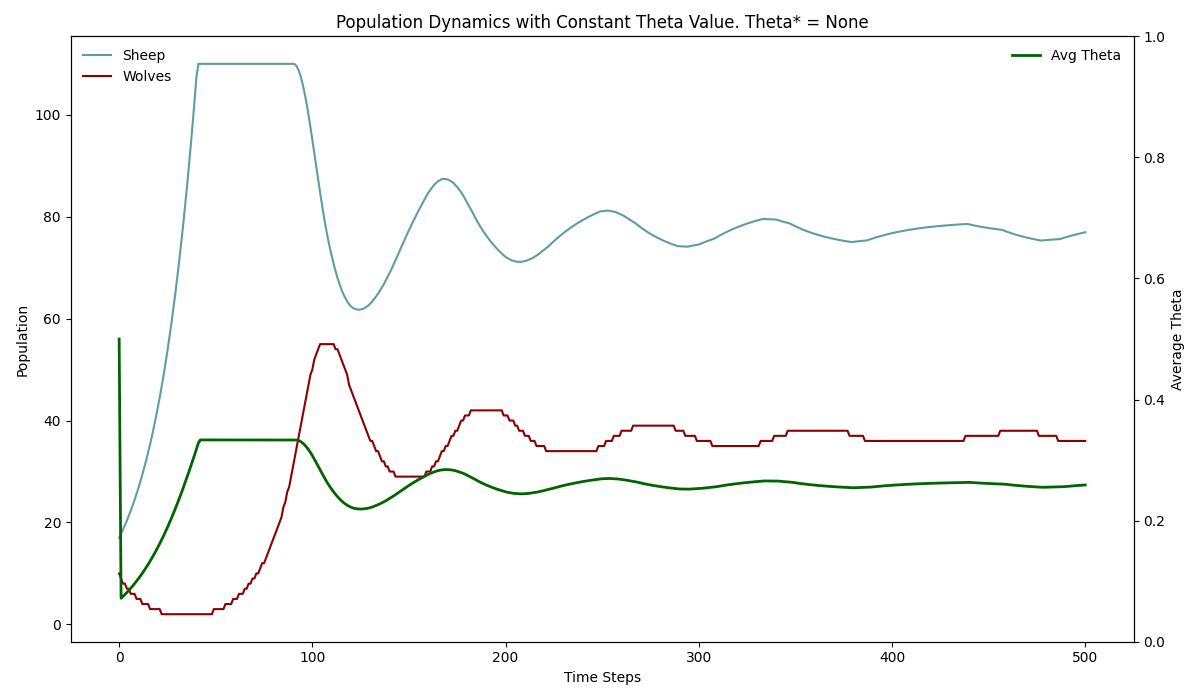 Population Dynamics with Constant Theta Value. Theta* = None
Sheep
Wolves
Avg Theta
Population
100
80
60
40
20
0
1.0
0.8
0.6
0.4
0.2
0.0
Average Theta
0 100 200 300 400 500
Time Steps